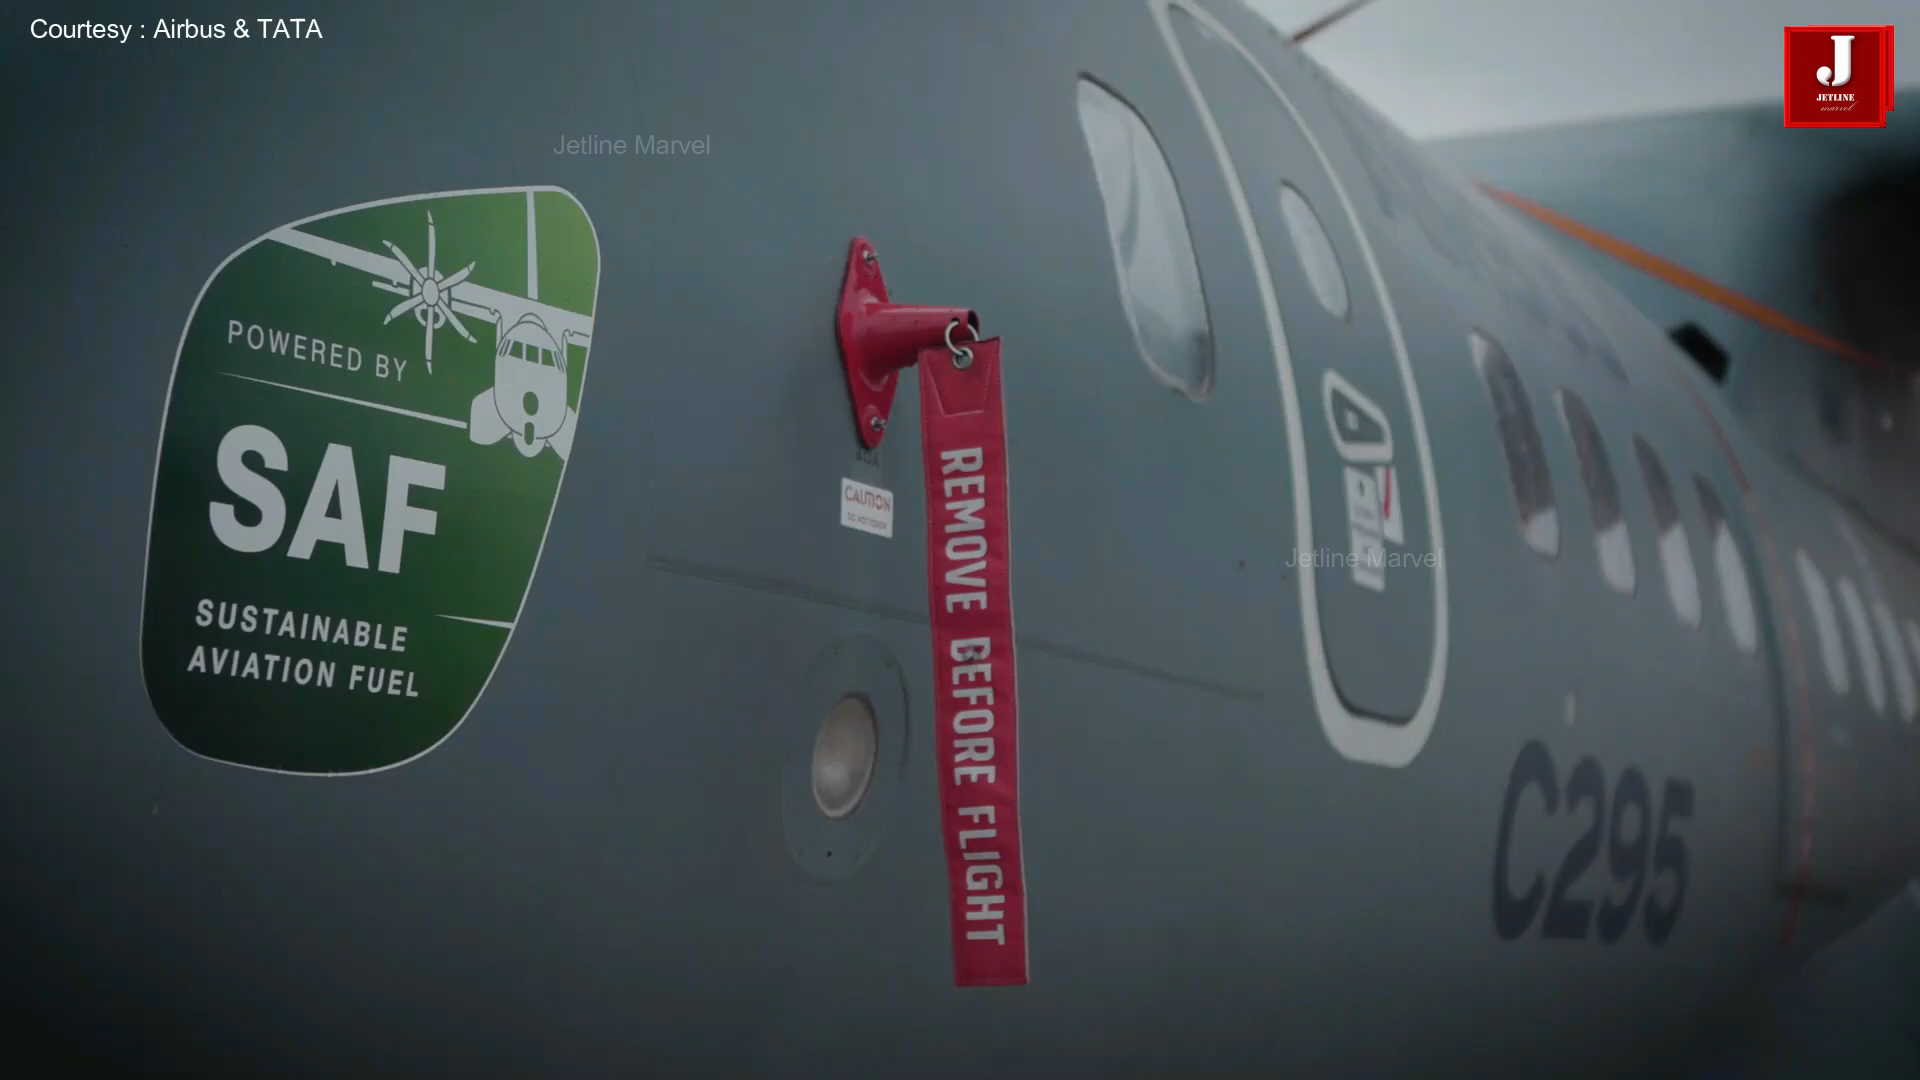 Courtesy : Airbus & TATA
J
JETLINE
marvel
Jetline Marvel
POWERED BY
SAF
SUSTAINABLE
AVIATION FUEL
CAUTION
REMOVE BEFORE FLIGHT
Jetline Marvel
C295